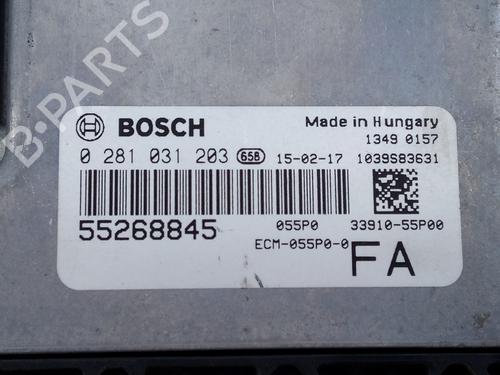 B-PARTS
BOSCH
Made in Hungary
1349 0157
0 281 031 203 658 15-02-17 1039S83631
55268845
055P0 33910-55P00
ECM-055P0-0
FA